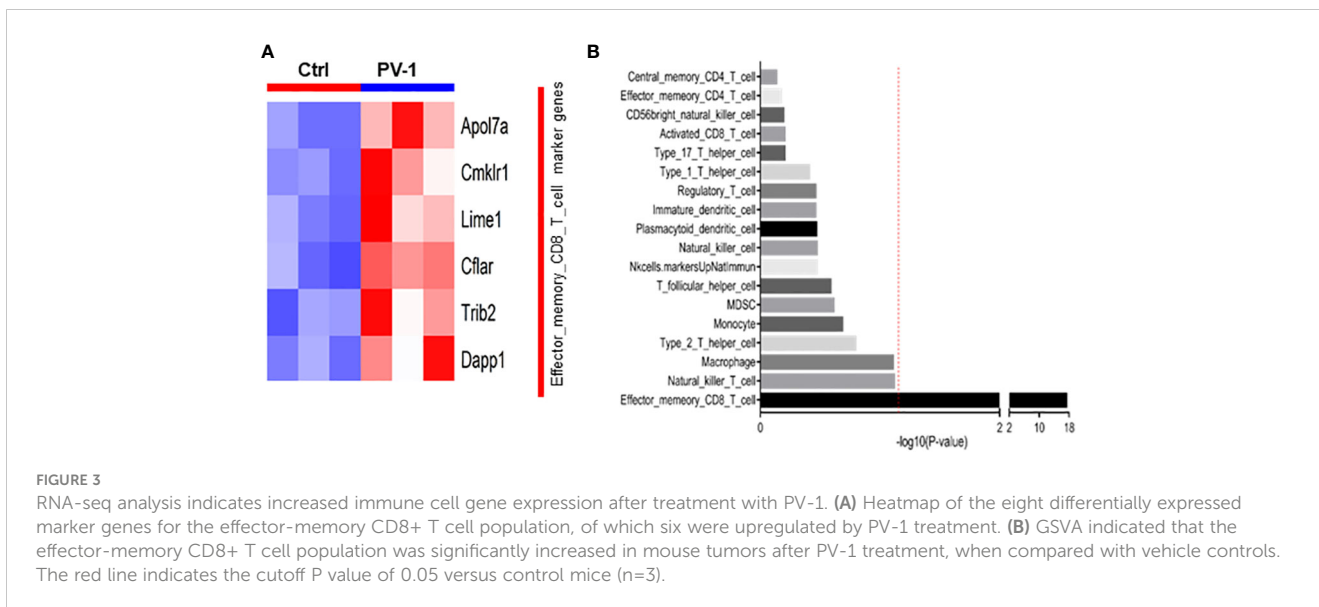 A
Ctrl PV-1
Apol7a
Cmklr1
Lime1
Cflar
Trib2
Dapp1
Effector_memory_CD8_T_cell marker genes
B
Central_memory_CD4_T_cell
Effector_memeory_CD4_T_cell
CD56bright_natural_killer_cell
Activated_CD8_T_cell
Type_17_T_helper_cell
Type_1_T_helper_cell
Regulatory_T_cell
Immature_dendritic_cell
Plasmacytoid_dendritic_cell
Natural_killer_cell
Nkcells.markersUpNatImmun
T_follicular_helper_cell
MDSC
Monocyte
Type_2_T_helper_cell
Macrophage
Natural_killer_T_cell
Effector_memeory_CD8_T_cell
0 2 2 10 18
-log10(P-value)
FIGURE 3
RNA-seq analysis indicates increased immune cell gene expression after treatment with PV-1. (A) Heatmap of the eight differentially expressed
marker genes for the effector-memory CD8+ T cell population, of which six were upregulated by PV-1 treatment. (B) GSVA indicated that the
effector-memory CD8+ T cell population was significantly increased in mouse tumors after PV-1 treatment, when compared with vehicle controls.
The red line indicates the cutoff P value of 0.05 versus control mice (n=3).